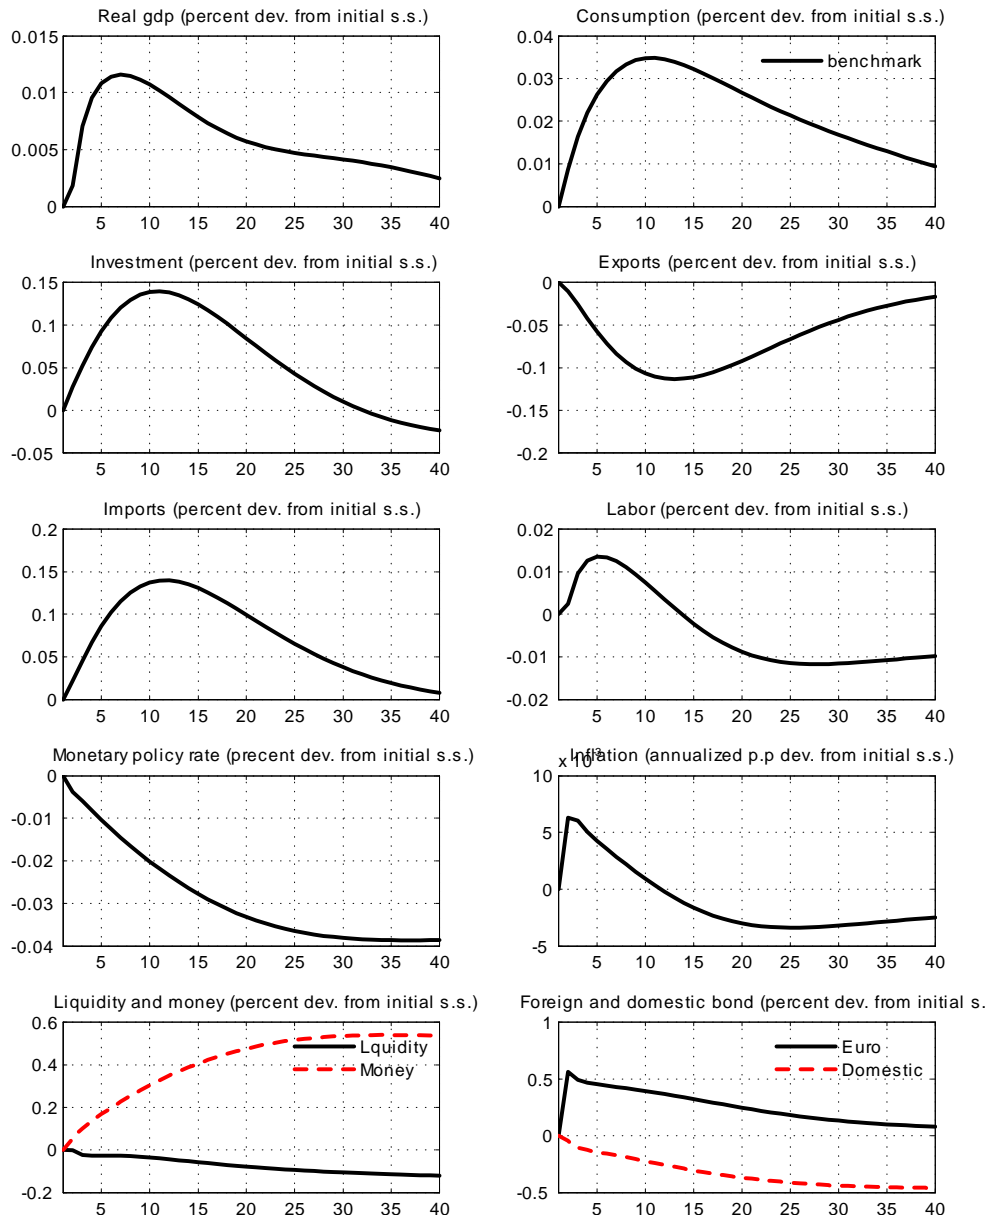 Real gdp (percent dev. from initial s.s.)
0.015
0.01
0.005
0
5 10 15 20 25 30 35 40
Consumption (percent dev. from initial s.s.)
0.04
0.03
0.02
0.01
0
benchmark
5 10 15 20 25 30 35 40
Investment (percent dev. from initial s.s.)
0.15
0.1
0.05
0
-0.05
5 10 15 20 25 30 35 40
Exports (percent dev. from initial s.s.)
0
-0.05
-0.1
-0.15
-0.2
5 10 15 20 25 30 35 40
Imports (percent dev. from initial s.s.)
0.2
0.15
0.1
0.05
0
5 10 15 20 25 30 35 40
Labor (percent dev. from initial s.s.)
0.02
0.01
0
-0.01
-0.02
5 10 15 20 25 30 35 40
Monetary policy rate (precent dev. from initial s.s.)
0
-0.01
-0.02
-0.03
-0.04
5 10 15 20 25 30 35 40
Inflation (annualized p.p dev. from initial s.s.)
x 10
10
5
0
-5
5 10 15 20 25 30 35 40
Liquidity and money (percent dev. from initial s.s.)
0.6
0.4
0.2
0
-0.2
Lquidity
Money
5 10 15 20 25 30 35 40
Foreign and domestic bond (percent dev. from initial s.
1
0.5
0
-0.5
Euro
Domestic
5 10 15 20 25 30 35 40